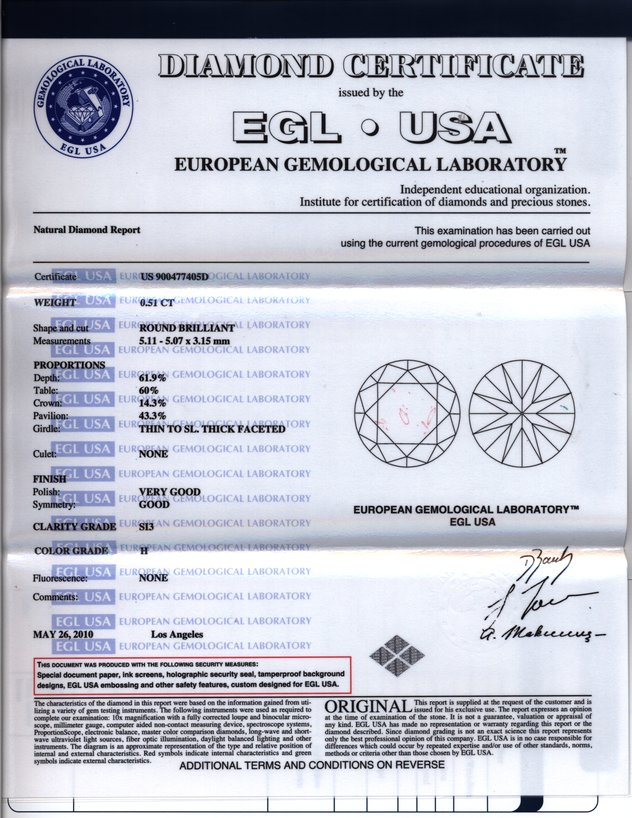 GEMOLOGICAL LABORATORY
EGL USA
DIAMOND CERTIFICATE
issued by the
EGL • USA
EUROPEAN GEMOLOGICAL LABORATORY™
Independent educational organization.
Institute for certification of diamonds and precious stones.
Natural Diamond Report
This examination has been carried out
using the current gemological procedures of EGL USA
Certificate US 900477405D
WEIGHT 0.51 CT
Shape and cut ROUND BRILLIANT
Measurements 5.11 - 5.07 x 3.15 mm
PROPORTIONS
Depth: 61.9%
Table: 60%
Crown: 14.3%
Pavilion: 43.3%
Girdle: THIN TO SL. THICK FACETED
Culet: NONE
FINISH
Polish: VERY GOOD
Symmetry: GOOD
CLARITY GRADE SI3
COLOR GRADE H
Fluorescence: NONE
Comments:
EGL USA EUROPEAN GEMOLOGICAL LABORATORY
MAY 26, 2010 Los Angeles
EUROPEAN GEMOLOGICAL LABORATORY™
EGL USA
THIS DOCUMENT WAS PRODUCED WITH THE FOLLOWING SECURITY MEASURES:
Special document paper, ink screens, holographic security seal, tamperproof background
designs, EGL USA embossing and other safety features, custom designed for EGL USA.
The characteristics of the diamond in this report were based on the information gained from uti-
lizing a variety of gem testing instruments. The following instruments were used as required to
complete our examination: 10x magnification with a fully corrected loupe and binocular micro-
scope, millimeter gauge, computer aided non-contact measuring device, spectroscope systems,
ProportionScope, electronic balance, master color comparison diamonds, long-wave and short-
wave ultraviolet light sources, fiber optic illumination, daylight balanced lighting and other
instruments. The diagram is an approximate representation of the type and relative position of
internal and external characteristics. Red symbols indicate internal characteristics and green
symbols indicate external characteristics.
ORIGINAL This report is supplied at the request of the customer and is
issued for his exclusive use. The report expresses an opinion
at the time of examination of the stone. It is not a guarantee, valuation or appraisal of
any kind. EGL USA has made no representation or warranty regarding this report or the
diamond described. Since diamond grading is not an exact science this report represents
only the best professional opinion of this company. EGL USA is in no case responsible for
differences which could occur by repeated expertise and/or use of other standards, norms,
methods or criteria other than those chosen by EGL USA.
ADDITIONAL TERMS AND CONDITIONS ON REVERSE